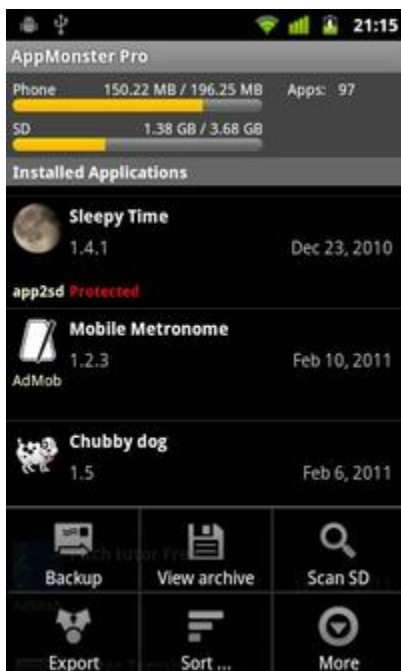 21:15
AppMonster Pro
Phone 150.22 MB / 196.25 MB Apps: 97
SD 1.38 GB / 3.68 GB
Installed Applications
Sleepy Time
1.4.1 Dec 23, 2010
app2sd Protected
Mobile Metronome
1.2.3 Feb 10, 2011
AdMob
Chubby dog
1.5 Feb 6, 2011
Backup View archive Scan SD
Export Sort ... More